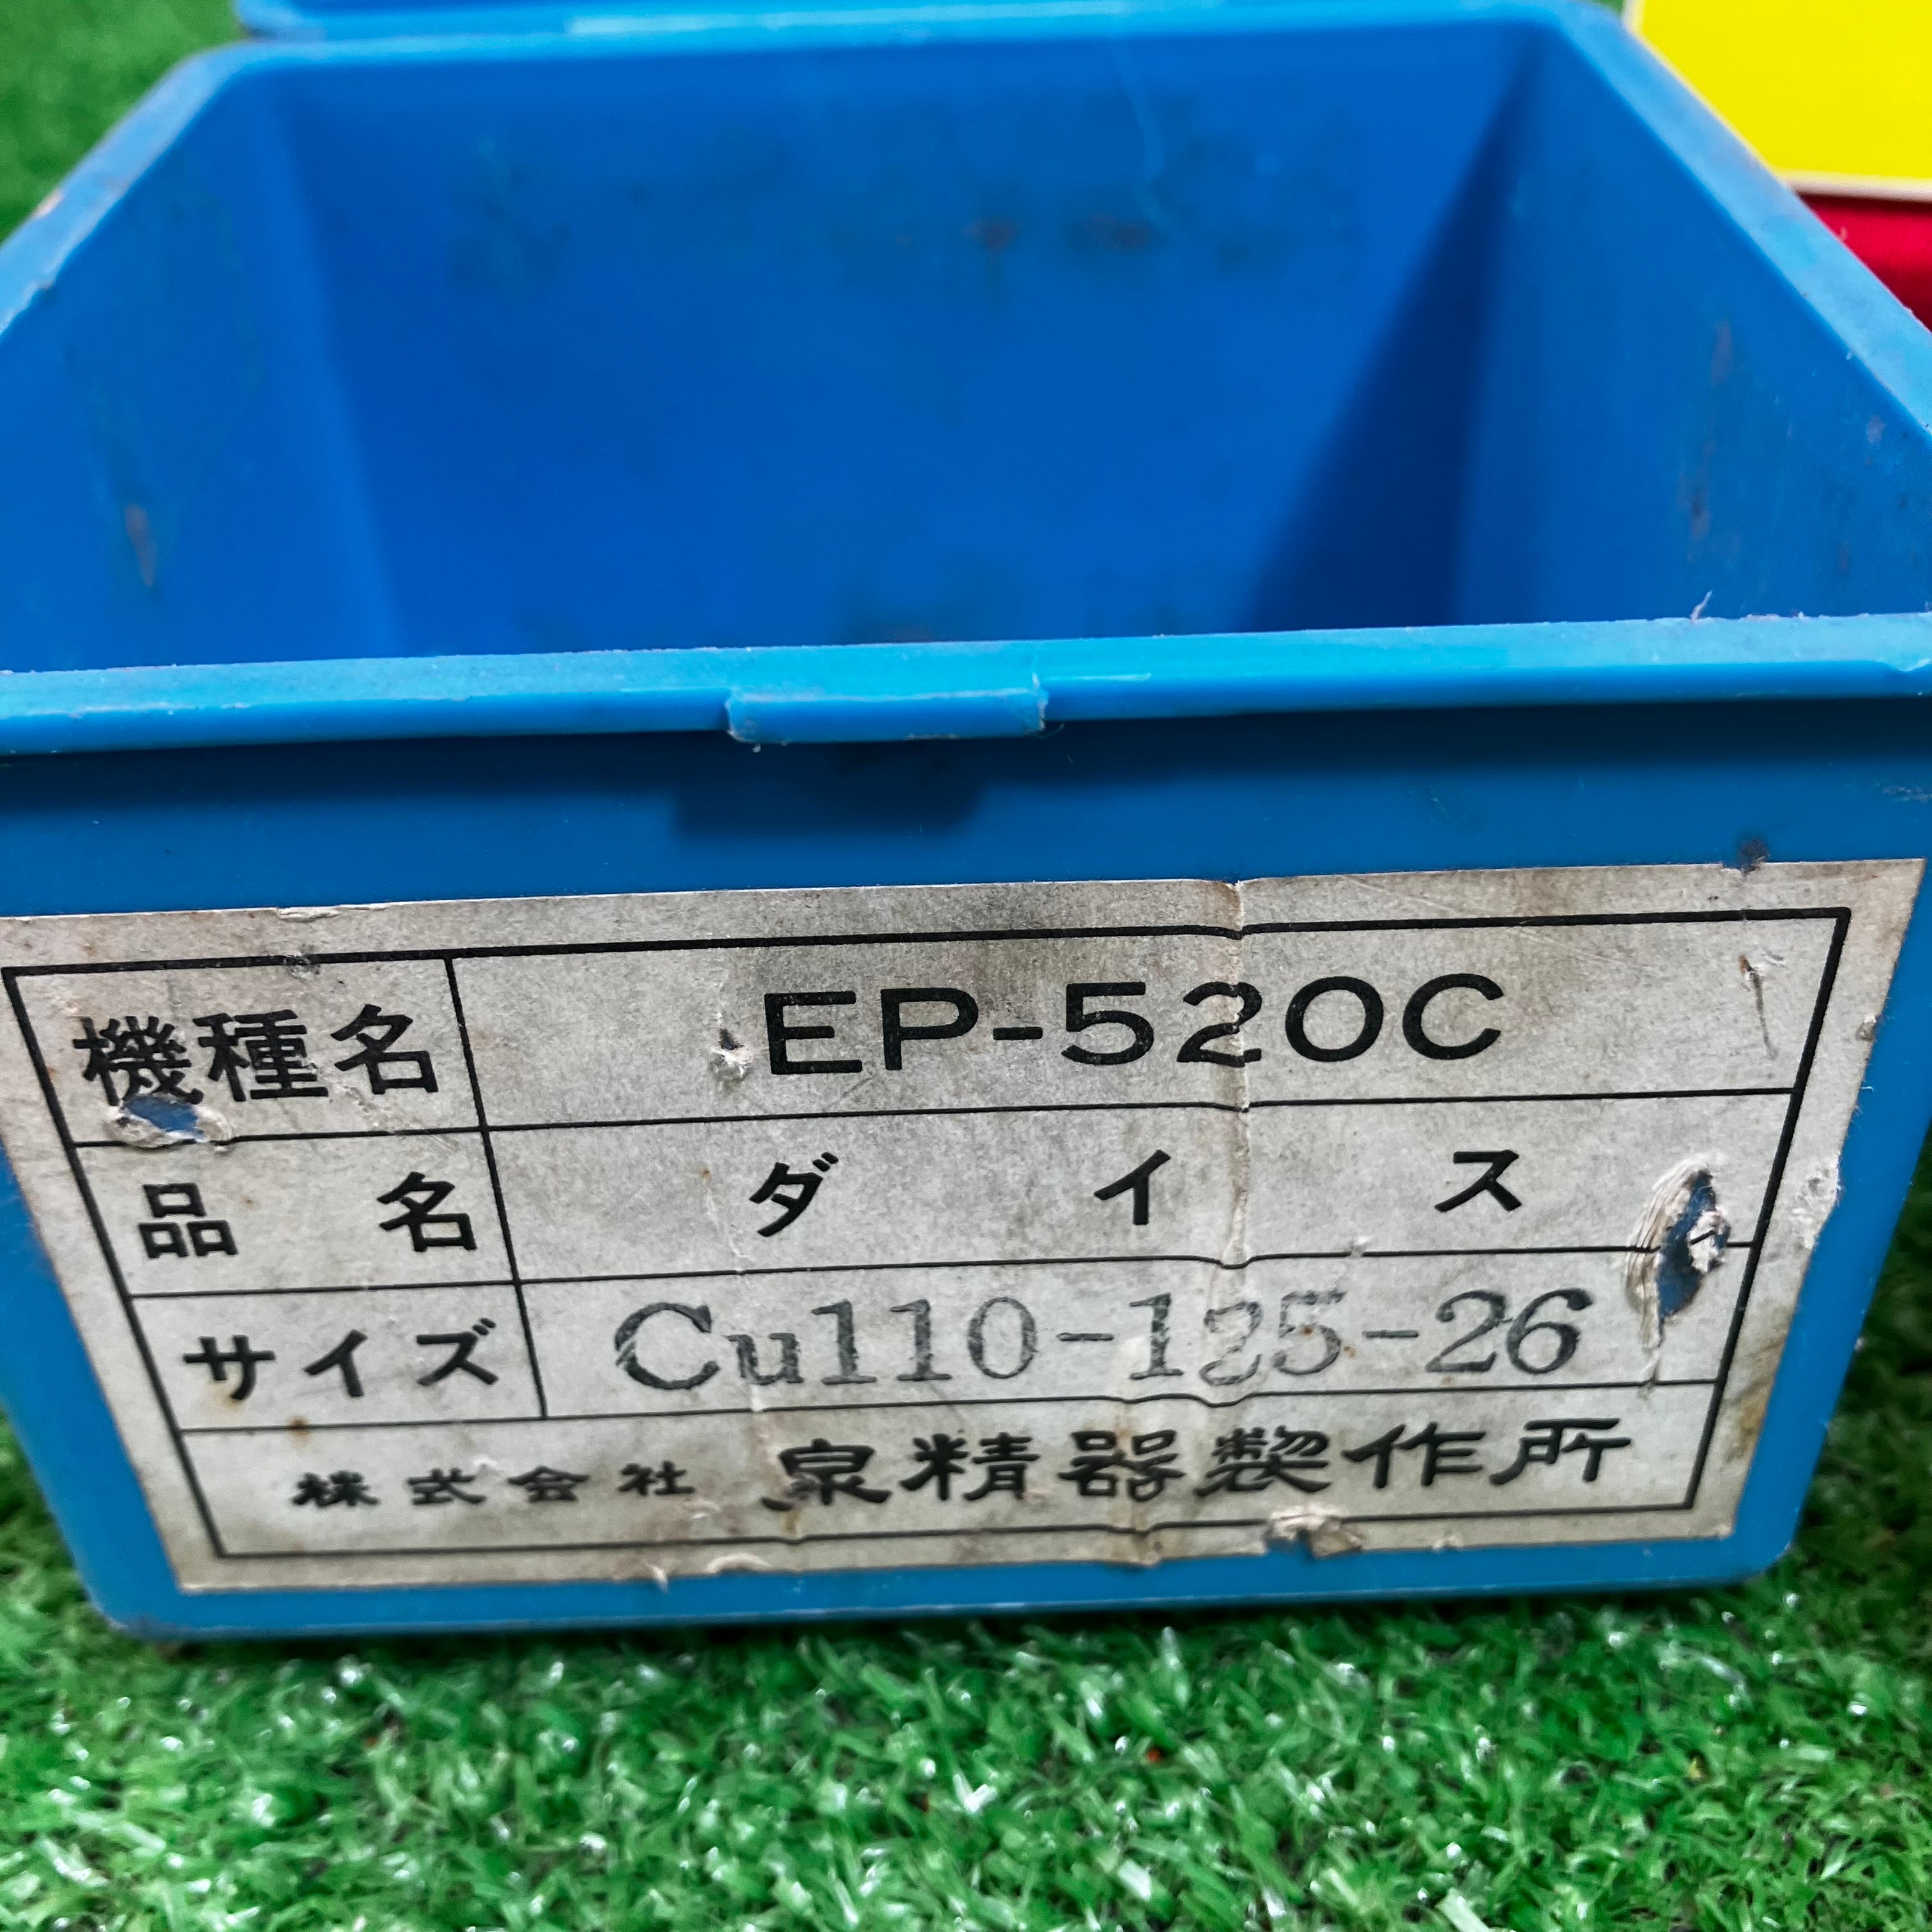 機種名 EP-520C
品名 ダイス
サイズ Cu110-125-26
株式会社 泉精器製作所